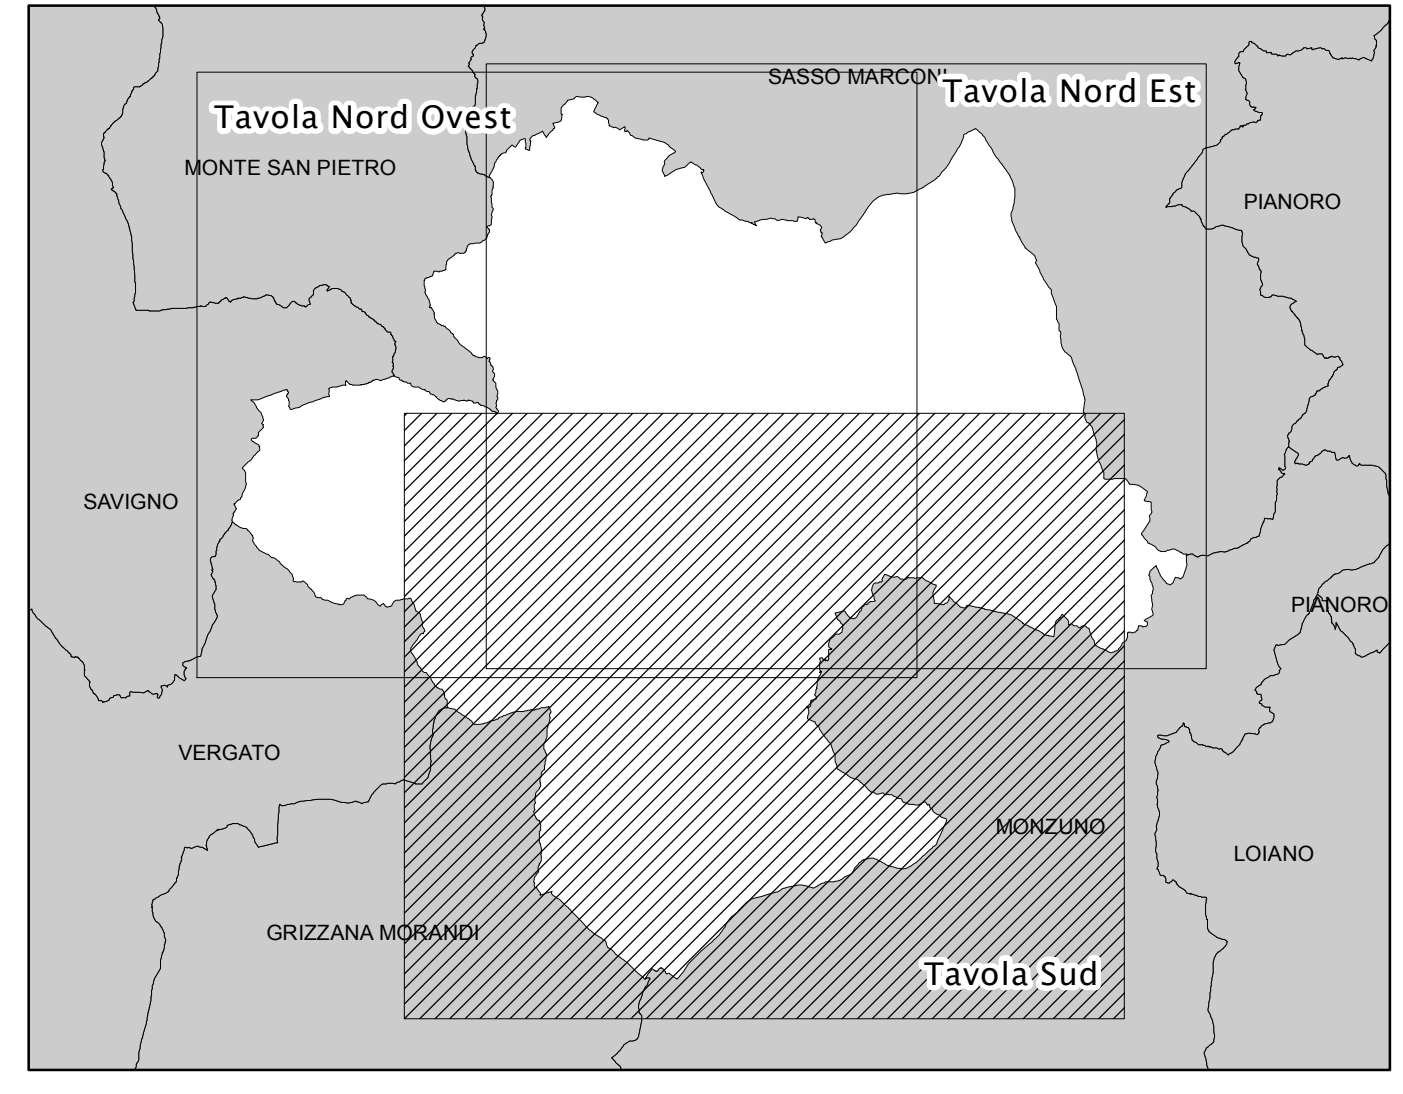 SASSO MARCONI
Tavola Nord Est
Tavola Nord Ovest
MONTE SAN PIETRO
PIANORO
SAVIGNO
PIANORO
VERGATO
MONZUNO
LOIANO
GRIZZANA MORANDI
Tavola Sud